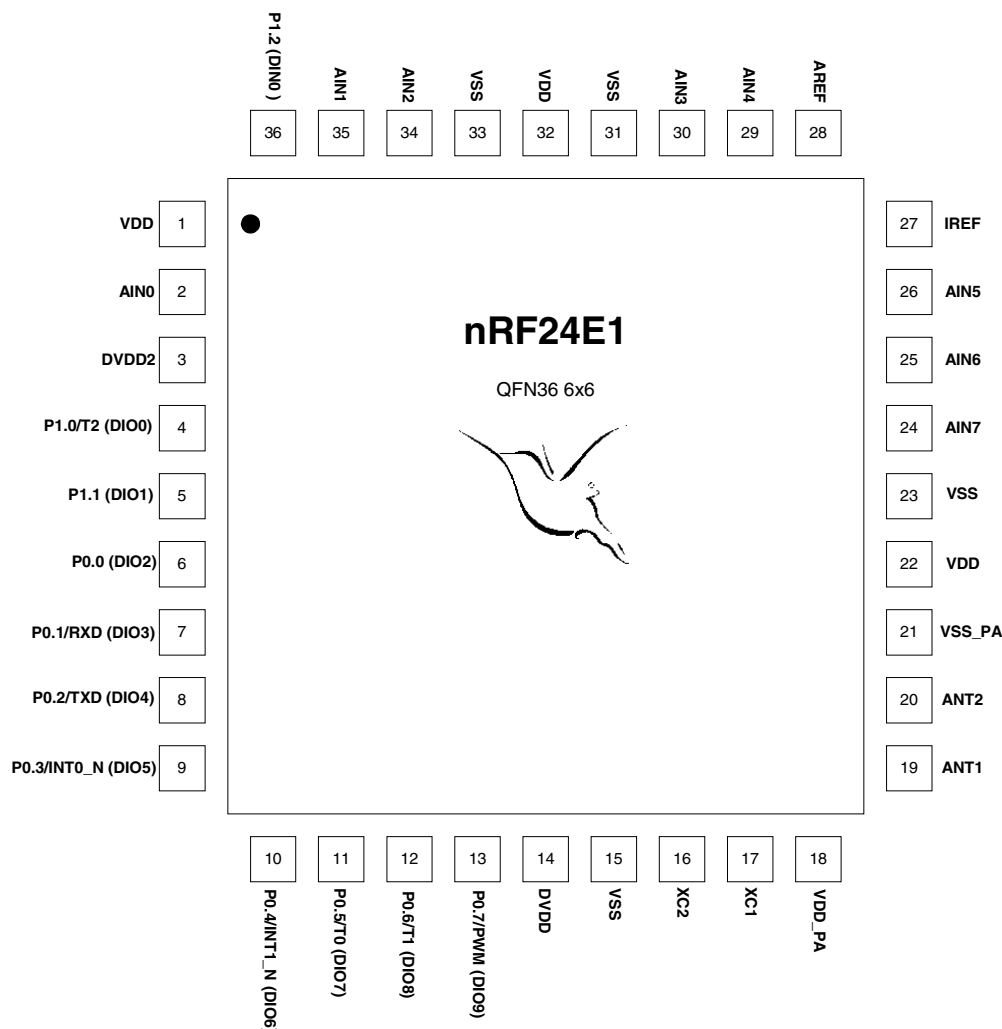 P1.2 (DIN0 )
AIN1
AIN2
VSS
VDD
VSS
AIN3
AIN4
AREF
36
35
34
33
32
31
30
29
28
VDD 1
AIN0 2
DVDD2 3
P1.0/T2 (DIO0) 4
P1.1 (DIO1) 5
P0.0 (DIO2) 6
P0.1/RXD (DIO3) 7
P0.2/TXD (DIO4) 8
P0.3/INT0_N (DIO5) 9
nRF24E1
QFN36 6x6
27 IREF
26 AIN5
25 AIN6
24 AIN7
23 VSS
22 VDD
21 VSS_PA
20 ANT2
19 ANT1
10
11
12
13
14
15
16
17
18
P0.4/INT1_N (DIO6
P0.5/T0 (DIO7)
P0.6/T1 (DIO8)
P0.7/PWM (DIO9)
DVDD
VSS
XC2
XC1
VDD_PA